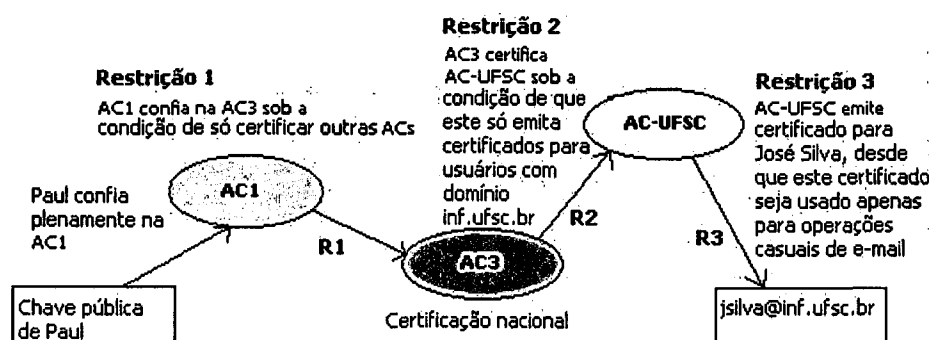 Restrição 1
AC1 confia na AC3 sob a
condição de só certificar outras ACs
Restrição 2
AC3 certifica
AC-UFSC sob a
condição de que
este só emita
certificados para
usuários com
domínio
inf.ufsc.br
Restrição 3
AC-UFSC emite
certificado para
José Silva, desde
que este certificado
seja usado apenas
para operações
casuais de e-mail
Paul confia
plenamente na
AC1
AC1
R1
AC3
Certificação nacional
R2
AC-UFSC
R3
Chave pública
de Paul
jsilva@inf.ufsc.br